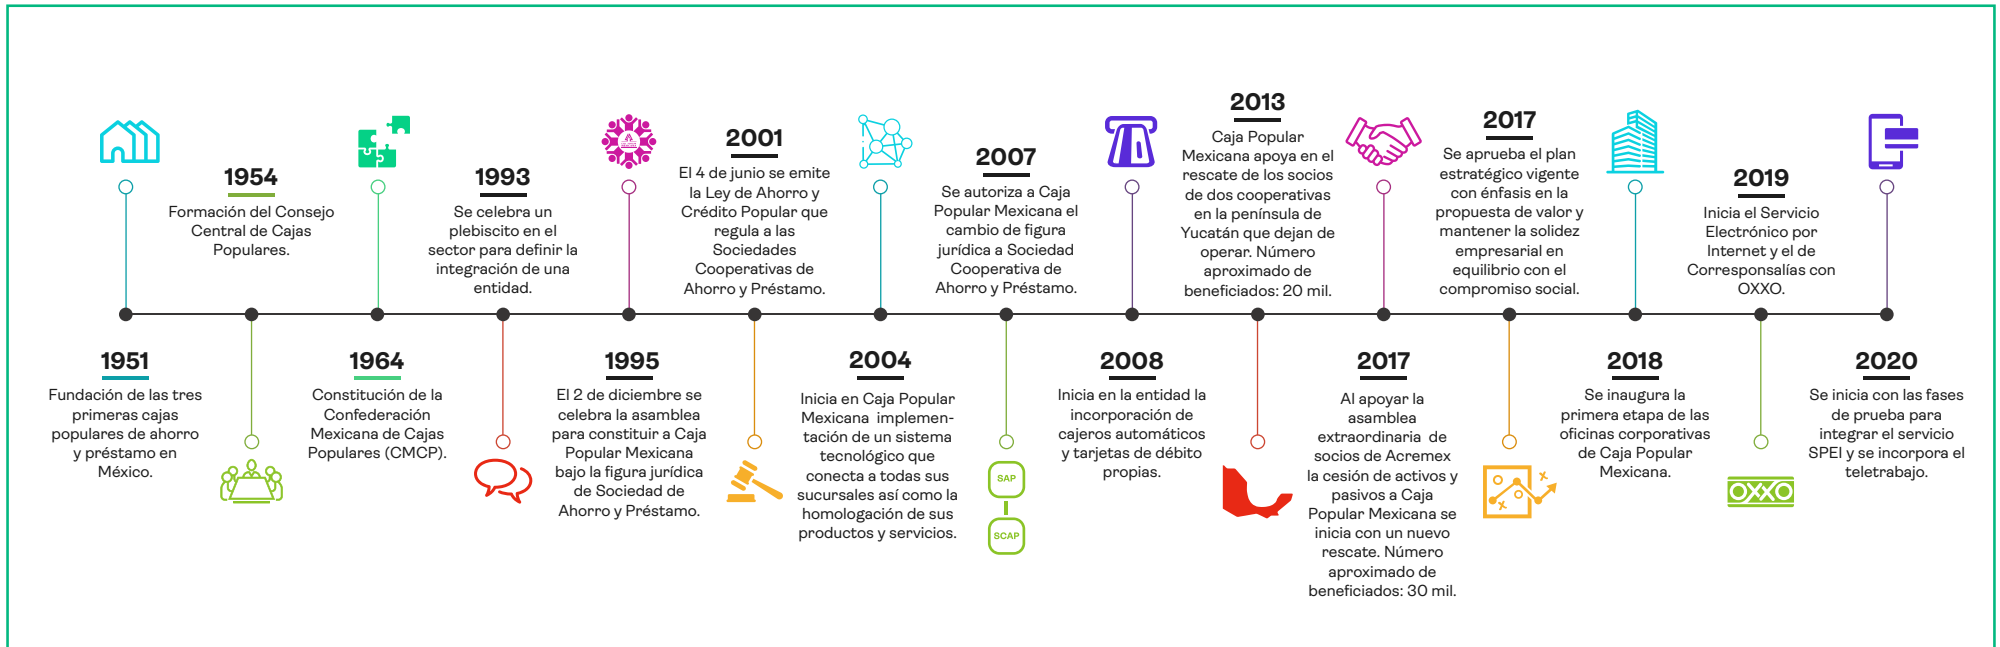 1951
Fundación de las tres
primeras cajas
populares de ahorro
y préstamo en
México.
1954
Formación del Consejo
Central de Cajas
Populares.
1964
Constitución de la
Confederación
Mexicana de Cajas
Populares (CMCP).
1993
Se celebra un
plebiscito en el
sector para definir la
integración de una
entidad.
1995
El 2 de diciembre se
celebra la asamblea
para constituir a Caja
Popular Mexicana
bajo la figura jurídica
de Sociedad de
Ahorro y Préstamo.
2001
El 4 de junio se emite
la Ley de Ahorro y
Crédito Popular que
regula a las
Sociedades
Cooperativas de
Ahorro y Préstamo.
2004
Inicia en Caja Popular
Mexicana implemen-
tación de un sistema
tecnológico que
conecta a todas sus
sucursales así como la
homologación de sus
productos y servicios.
2007
Se autoriza a Caja
Popular Mexicana el
cambio de figura
jurídica a Sociedad
Cooperativa de
Ahorro y Préstamo.
SAP
SCAP
2008
Inicia en la entidad la
incorporación de
cajeros automáticos
y tarjetas de débito
propias.
2013
Caja Popular
Mexicana apoya en el
rescate de los socios
de dos cooperativas
en la península de
Yucatán que dejan de
operar. Número
aproximado de
beneficiados: 20 mil.
2017
Al apoyar la
asamblea
extraordinaria de
socios de Acremex
la cesión de activos y
pasivos a Caja
Popular Mexicana se
inicia con un nuevo
rescate. Número
aproximado de
beneficiados: 30 mil.
2017
Se aprueba el plan
estratégico vigente
con énfasis en la
propuesta de valor y
mantener la solidez
empresarial en
equilibrio con el
compromiso social.
2018
Se inaugura la
primera etapa de las
oficinas corporativas
de Caja Popular
Mexicana.
2019
Inicia el Servicio
Electrónico por
Internet y el de
Corresponsalías con
OXXO.
OXXO
2020
Se inicia con las fases
de prueba para
integrar el servicio
SPEI y se incorpora el
teletrabajo.